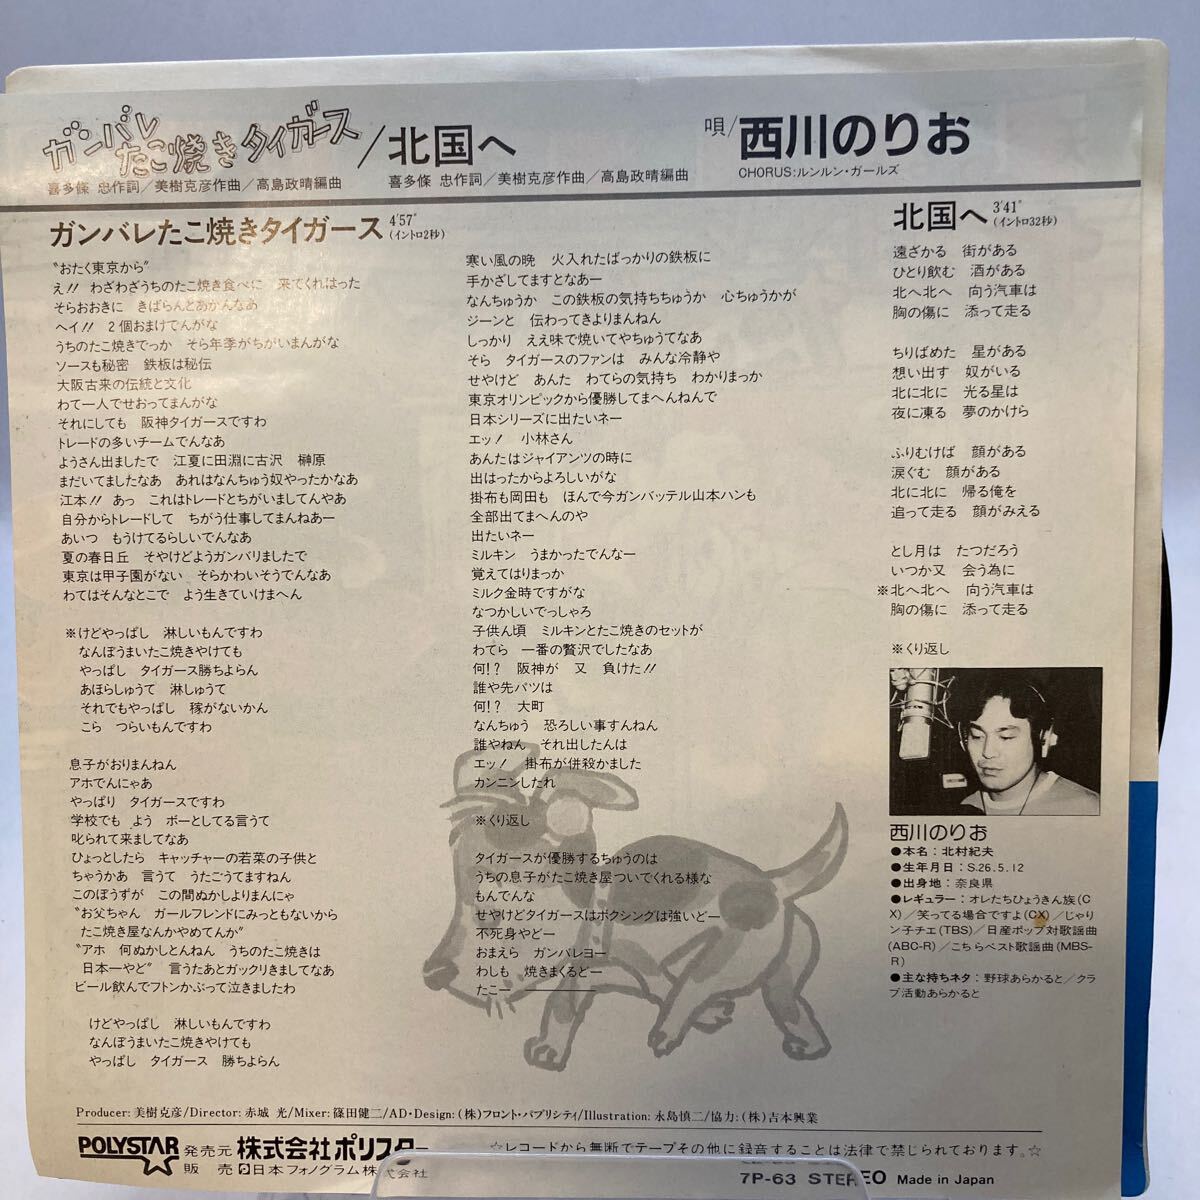 ガンバレ
たこ焼きタイガース/北国へ
唄/西川のりお
喜多條 忠作詞/美樹克彦作曲/高島政晴編曲
喜多條 忠作詞/美樹克彦作曲/高島政晴編曲
CHORUS:ルンルン・ガールズ
ガンバレたこ焼きタイガース 4'57" (イントロ2秒)
“おたく東京から”
え!! わざわざうちのたこ焼き食べに 来てくれはった
そらおおきに きばらんとあかんなあ
ヘイ!! 2個おまけでんがな
うちのたこ焼きでっか そら年季がちがいまんがな
ソースも秘密 鉄板は秘伝
大阪古来の伝統と文化
わて一人でせおってまんがな
それにしても 阪神タイガースですわ
トレードの多いチームでんなあ
ようさん出ましたで 江夏に田淵に古沢 榊原
まだいてましたなあ あれはなんちゅう奴やったかなあ
江本!! あっ これはトレードとちがいましてんやあ
自分からトレードして ちがう仕事してまんねあー
あいつ もうけてるらしいでんなあ
夏の春日丘 そやけどようガンバリましたで
東京は甲子園がない そらかわいそうでんなあ
わてはそんなとこで よう生きていけまへん
※けどやっぱし 淋しいもんですわ
なんぼうまいたこ焼きやけても
やっぱし タイガース勝ちよらん
あほらしゅうて 淋しゅうて
それでもやっぱし 稼がないかん
こら つらいもんですわ
息子がおりまんねん
アホでんにゃあ
やっぱり タイガースですわ
学校でも よう ボーとしてる言うて
叱られて来ましてなあ
ひょっとしたら キャッチャーの若菜の子供と
ちゃうかあ 言うて うたごうてますねん
このぼうずが この間ぬかしよりまんにゃ
“お父ちゃん ガールフレンドにみっともないから
たこ焼き屋なんかやめてんか”
“アホ 何ぬかしとんねん うちのたこ焼きは
日本一やど” 言うたあとガックリきましてなあ
ビール飲んでフトンかぶって泣きましたわ
けどやっぱし 淋しいもんですわ
なんぼうまいたこ焼きやけても
やっぱし タイガース 勝ちよらん
寒い風の晩 火入れたばっかりの鉄板に
手かざしてますとなあー
なんちゅうか この鉄板の気持ちちゅうか 心ちゅうかが
ジーンと 伝わってきよりまんねん
しっかり ええ味で焼いてやちゅうてなあ
そら タイガースのファンは みんな冷静や
せやけど あんた わてらの気持ち わかりまっか
東京オリンピックから優勝してまへんねんで
日本シリーズに出たいネー
エッ! 小林さん
あんたはジャイアンツの時に
出はったからよろしいがな
掛布も岡田も ほんで今ガンバッテル山本ハンも
全部出てまへんのや
出たいネー
ミルキン うまかったでんなー
覚えてはりまっか
ミルク金時ですがな
なつかしいでっしゃろ
子供ん頃 ミルキンとたこ焼きのセットが
わてら 一番の贅沢でしたなあ
何!? 阪神が 又 負けた!!
誰や先パツは
何!? 大町
なんちゅう 恐ろしい事すんねん
誰やねん それ出したんは
エッ! 掛布が併殺かました
カンニンしたれ
※くり返し
タイガースが優勝するちゅうのは
うちの息子がたこ焼き屋ついでくれる様な
もんでんな
せやけどタイガースはボクシングは強いどー
不死身やどー
おまえら ガンバレヨー
わしも 焼きまくるどー
たこー
北国へ 3'41" (イントロ32秒)
遠ざかる 街がある
ひとり飲む 酒がある
北へ北へ 向う汽車は
胸の傷に 添って走る
ちりばめた 星がある
想い出す 奴がいる
北に北に 光る星は
夜に凍る 夢のかけら
ふりむけば 顔がある
涙ぐむ 顔がある
北に北に 帰る俺を
追って走る 顔がみえる
とし月は たつだろう
いつか又 会う為に
※北へ北へ 向う汽車は
胸の傷に 添って走る
※くり返し
西川のりお
●本名:北村紀夫
●生年月日:S.26.5.12
●出身地:奈良県
●レギュラー:オレたちひょうきん族(C
X)/笑ってる場合ですよ(CX)/じゃり
ン子チエ(TBS)/日産ポップ対歌謡曲
(ABC-R)/こちらベスト歌謡曲(MBS-
R)
●主な持ちネタ:野球あらかると/クラ
ブ活動あらかると
Producer:美樹克彦/Director:赤城 光/Mixer:篠田健二/AD・Design:(株)フロント・パブリシティ/Illustration:水島慎二/協力:(株)吉本興業
POLYSTAR 発売元 株式会社ポリスター
販 売 日本フォノグラム株式会社
☆レコードから無断でテープその他に録音することは法律で禁じられております。☆
7P-63 STEREO Made in Japan